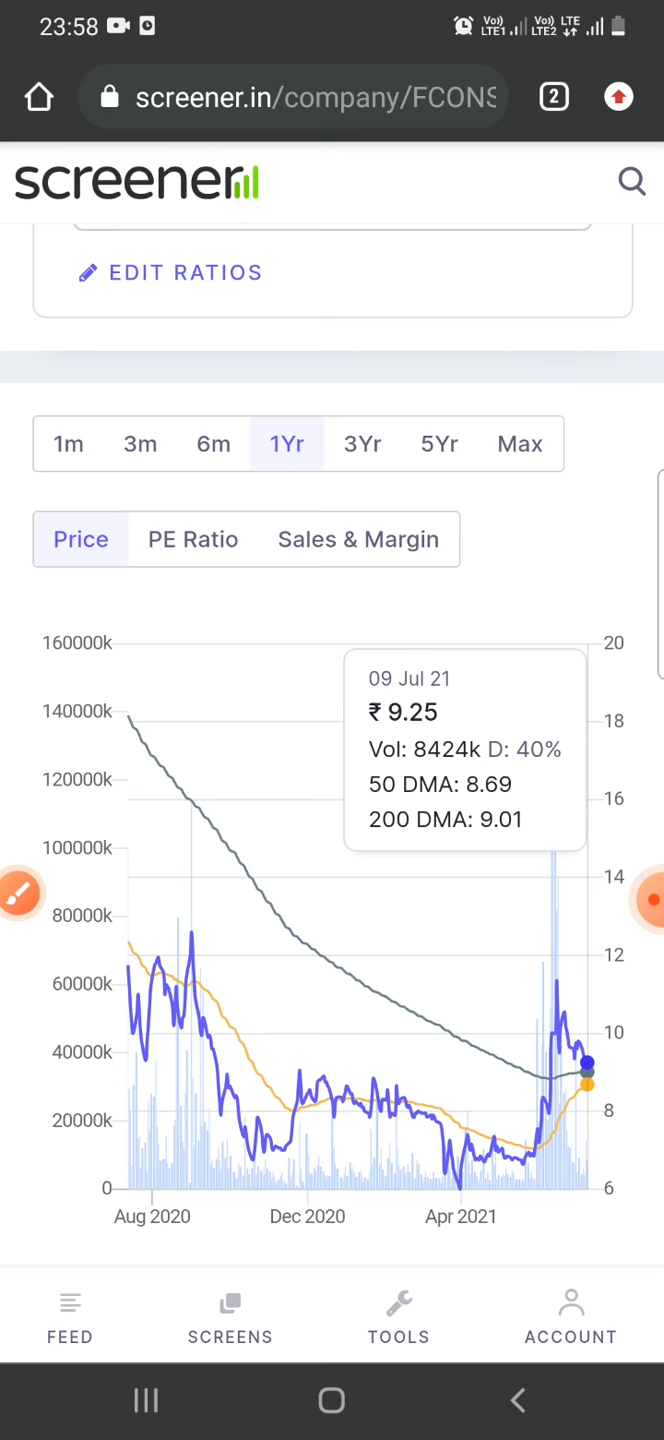 23:58 Vo)) LTE1 Vo)) LTE2 LTE
screener.in/company/FCONS 2
screener
EDIT RATIOS
1m 3m 6m 1Yr 3Yr 5Yr Max
Price PE Ratio Sales & Margin
160000k 20
09 Jul 21
₹ 9.25
140000k 18
Vol: 8424k D: 40%
120000k
50 DMA: 8.69
16
200 DMA: 9.01
100000k
14
80000k
12
60000k
10
40000k
8
20000k
0 6
Aug 2020 Dec 2020 Apr 2021
FEED SCREENS TOOLS ACCOUNT